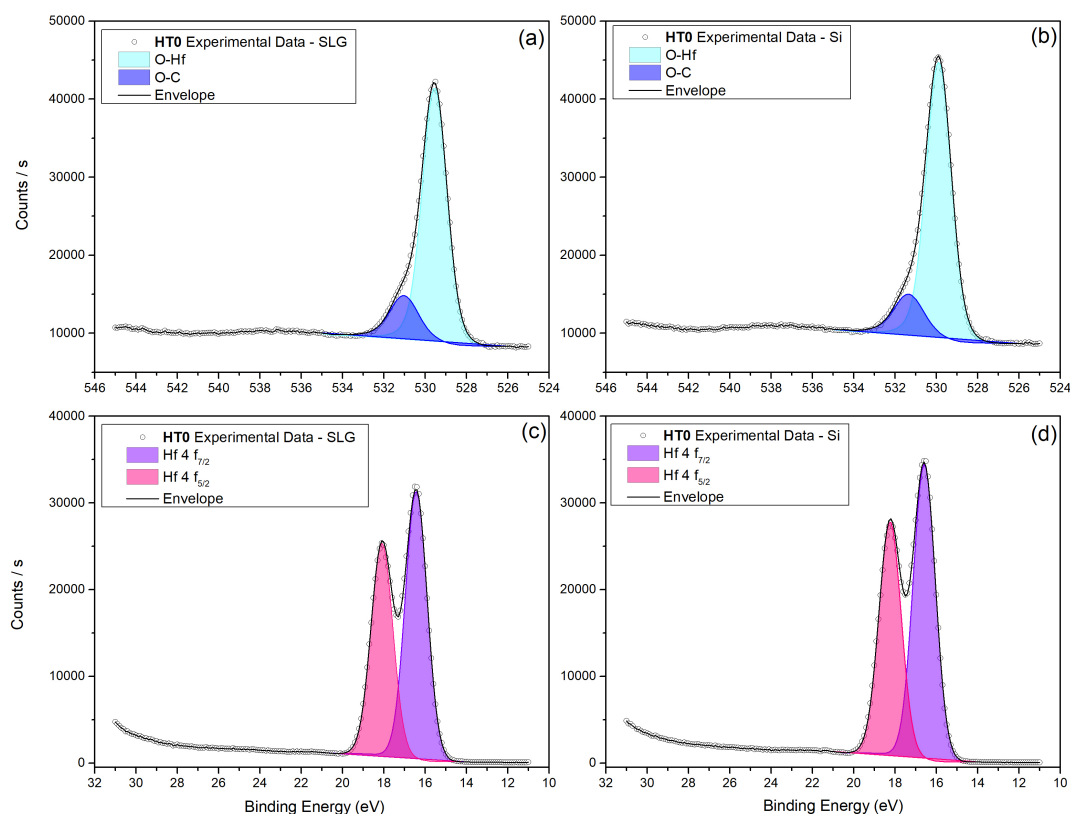 (a)
HT0 Experimental Data - SLG
O-Hf
O-C
Envelope
Counts / s
50000
40000
30000
20000
10000
546 544 542 540 538 536 534 532 530 528 526 524
(b)
HT0 Experimental Data - Si
O-Hf
O-C
Envelope
50000
40000
30000
20000
10000
546 544 542 540 538 536 534 532 530 528 526 524
(c)
HT0 Experimental Data - SLG
Hf 4 f7/2
Hf 4 f5/2
Envelope
Counts / s
40000
30000
20000
10000
0
32 30 28 26 24 22 20 18 16 14 12 10
Binding Energy (eV)
(d)
HT0 Experimental Data - Si
Hf 4 f7/2
Hf 4 f5/2
Envelope
40000
30000
20000
10000
0
32 30 28 26 24 22 20 18 16 14 12 10
Binding Energy (eV)